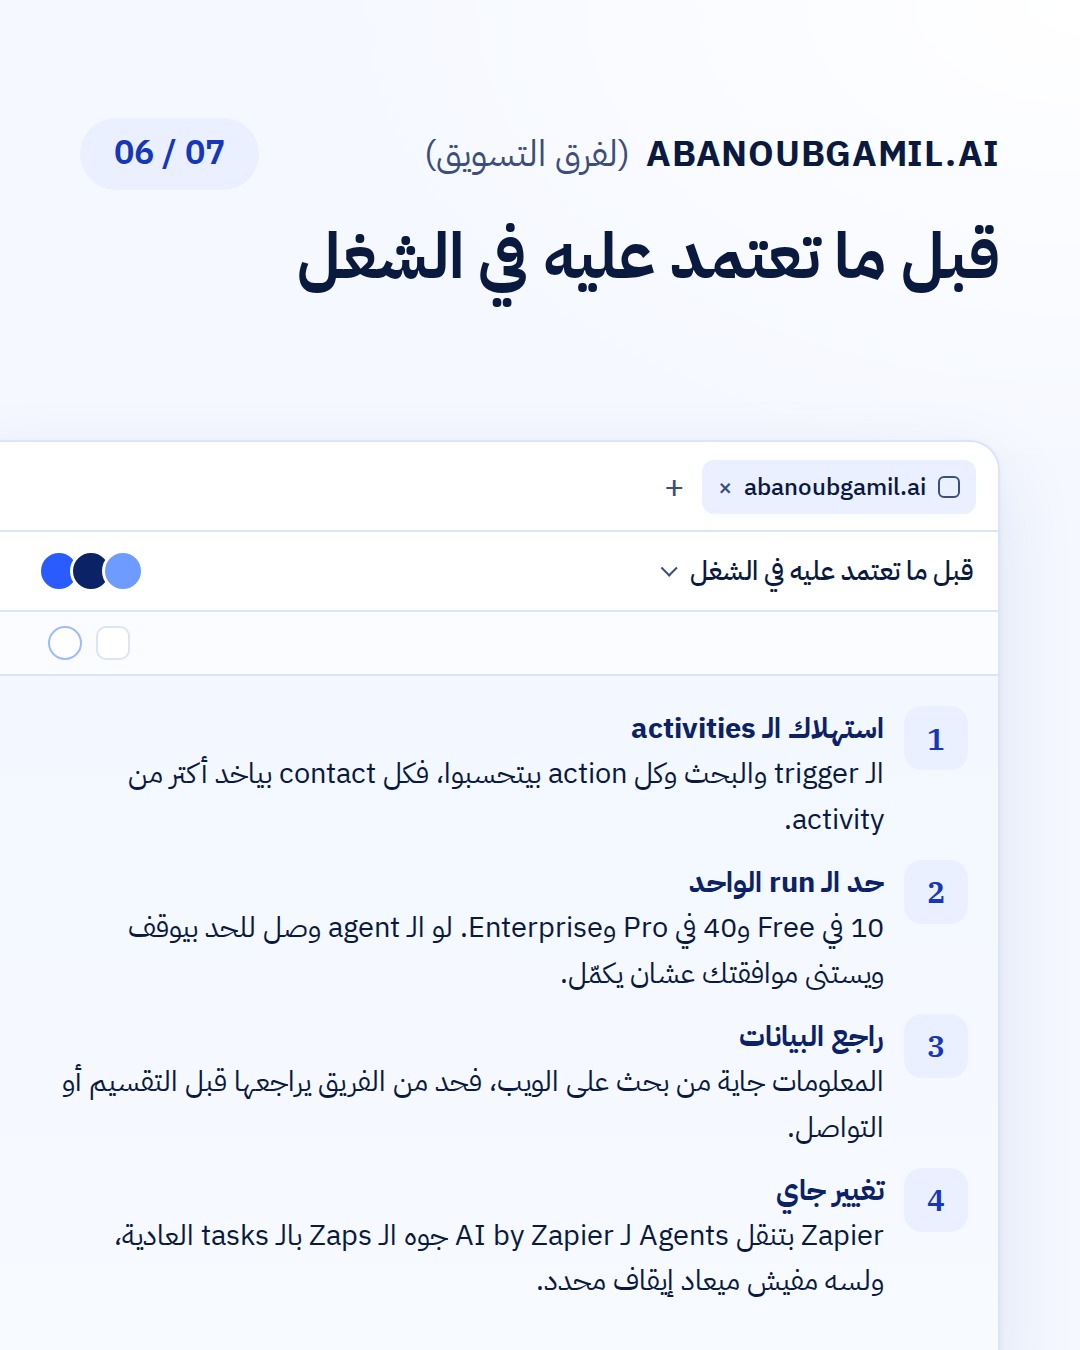 ABANOUBGAMIL.AI (لفرق التسويق)
06 / 07
قبل ما تعتمد عليه في الشغل
abanoubgamil.ai × +
قبل ما تعتمد عليه في الشغل
1
استهلاك الـ activities
الـ trigger والبحث وكل action بيتحسبوا، فكل contact بياخد أكتر من
activity.
2
حد الـ run الواحد
10 في Free و40 في Pro وEnterprise. لو الـ agent وصل للحد بيوقف
ويستنى موافقتك عشان يكمّل.
3
راجع البيانات
المعلومات جاية من بحث على الويب، فحد من الفريق يراجعها قبل التقسيم أو
التواصل.
4
تغيير جاي
Zapier بتنقل Agents لـ AI by Zapier جوه الـ Zaps بالـ tasks العادية،
ولسه مفيش ميعاد إيقاف محدد.